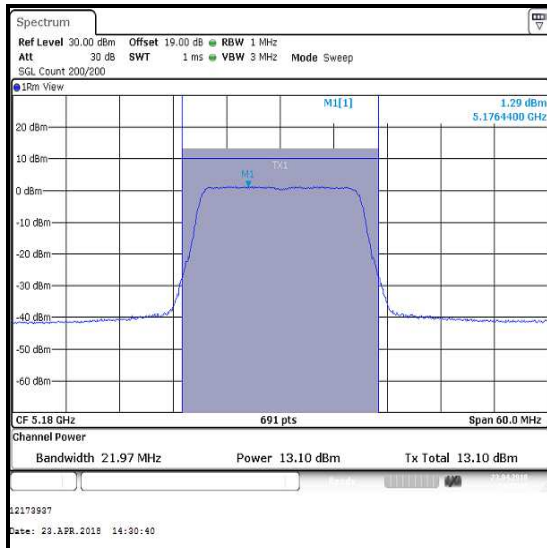 Spectrum
Ref Level 30.00 dBm Offset 19.00 dB RBW 1 MHz
Att 30 dB SWT 1 ms VBW 3 MHz Mode Sweep
SGL Count 200/200
1Rm View
M1[1] 1.29 dBm
5.1764400 GHz
20 dBm
10 dBm
TX1
M1
0 dBm
-10 dBm
-20 dBm
-30 dBm
-40 dBm
-50 dBm
-60 dBm
CF 5.18 GHz 691 pts Span 60.0 MHz
Channel Power
Bandwidth 21.97 MHz Power 13.10 dBm Tx Total 13.10 dBm
12173937
Date: 23.APR.2018 14:30:40